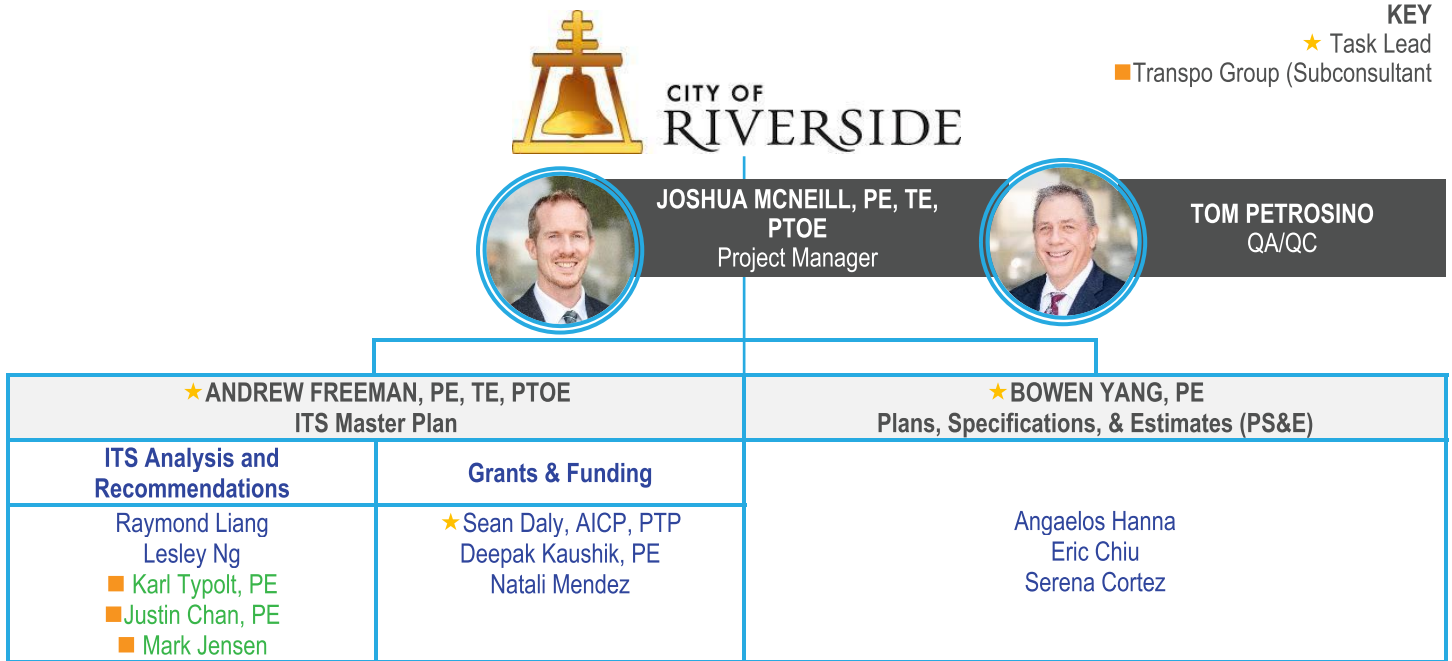 KEY
★ Task Lead
■Transpo Group (Subconsultant
CITY OF
RIVERSIDE
JOSHUA MCNEILL, PE, TE,
PTOE
Project Manager
TOM PETROSINO
QA/QC
★ANDREW FREEMAN, PE, TE, PTOE
ITS Master Plan
★BOWEN YANG, PE
Plans, Specifications, & Estimates (PS&E)
ITS Analysis and
Recommendations
Raymond Liang
Lesley Ng
■ Karl Typolt, PE
■Justin Chan, PE
■ Mark Jensen
Grants & Funding
★Sean Daly, AICP, PTP
Deepak Kaushik, PE
Natali Mendez
Angaelos Hanna
Eric Chiu
Serena Cortez